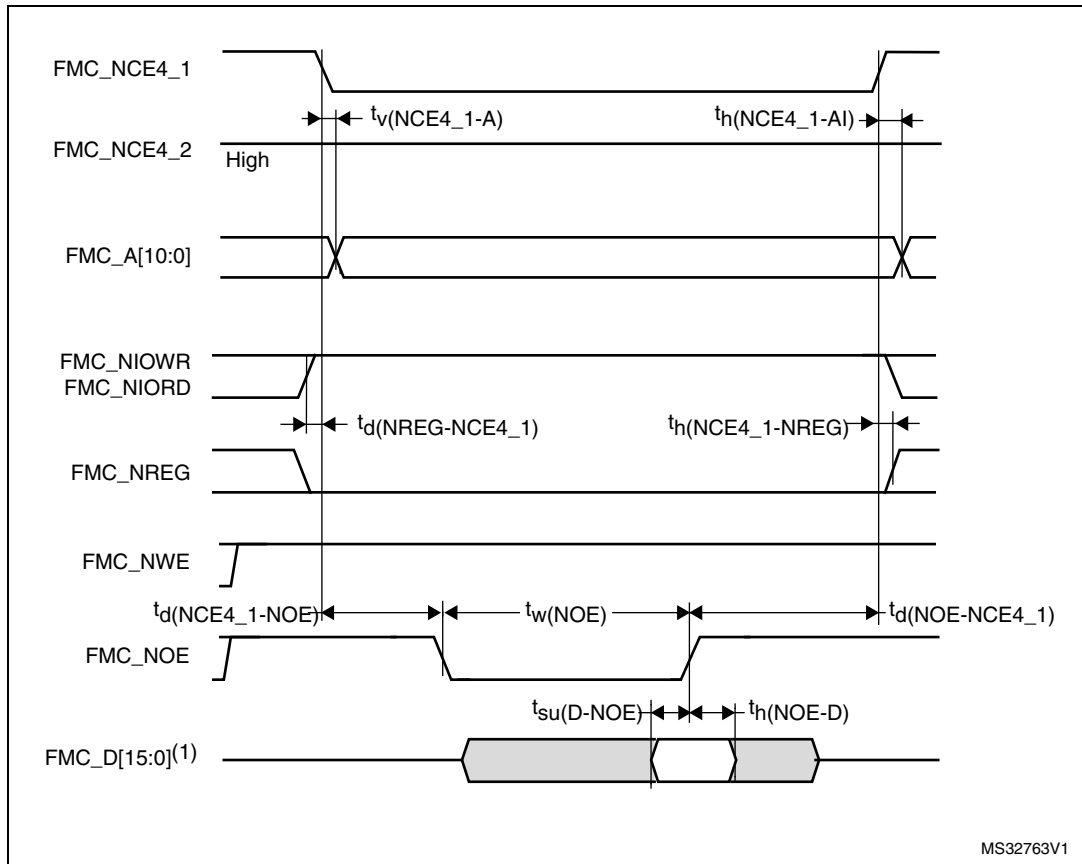 FMC_NCE4_1
tv(NCE4_1-A)
th(NCE4_1-AI)
FMC_NCE4_2
High
FMC_A[10:0]
FMC_NIOWR
FMC_NIORD
td(NREG-NCE4_1)
th(NCE4_1-NREG)
FMC_NREG
FMC_NWE
td(NCE4_1-NOE)
tw(NOE)
td(NOE-NCE4_1)
FMC_NOE
tsu(D-NOE)
th(NOE-D)
FMC_D[15:0](1)
MS32763V1